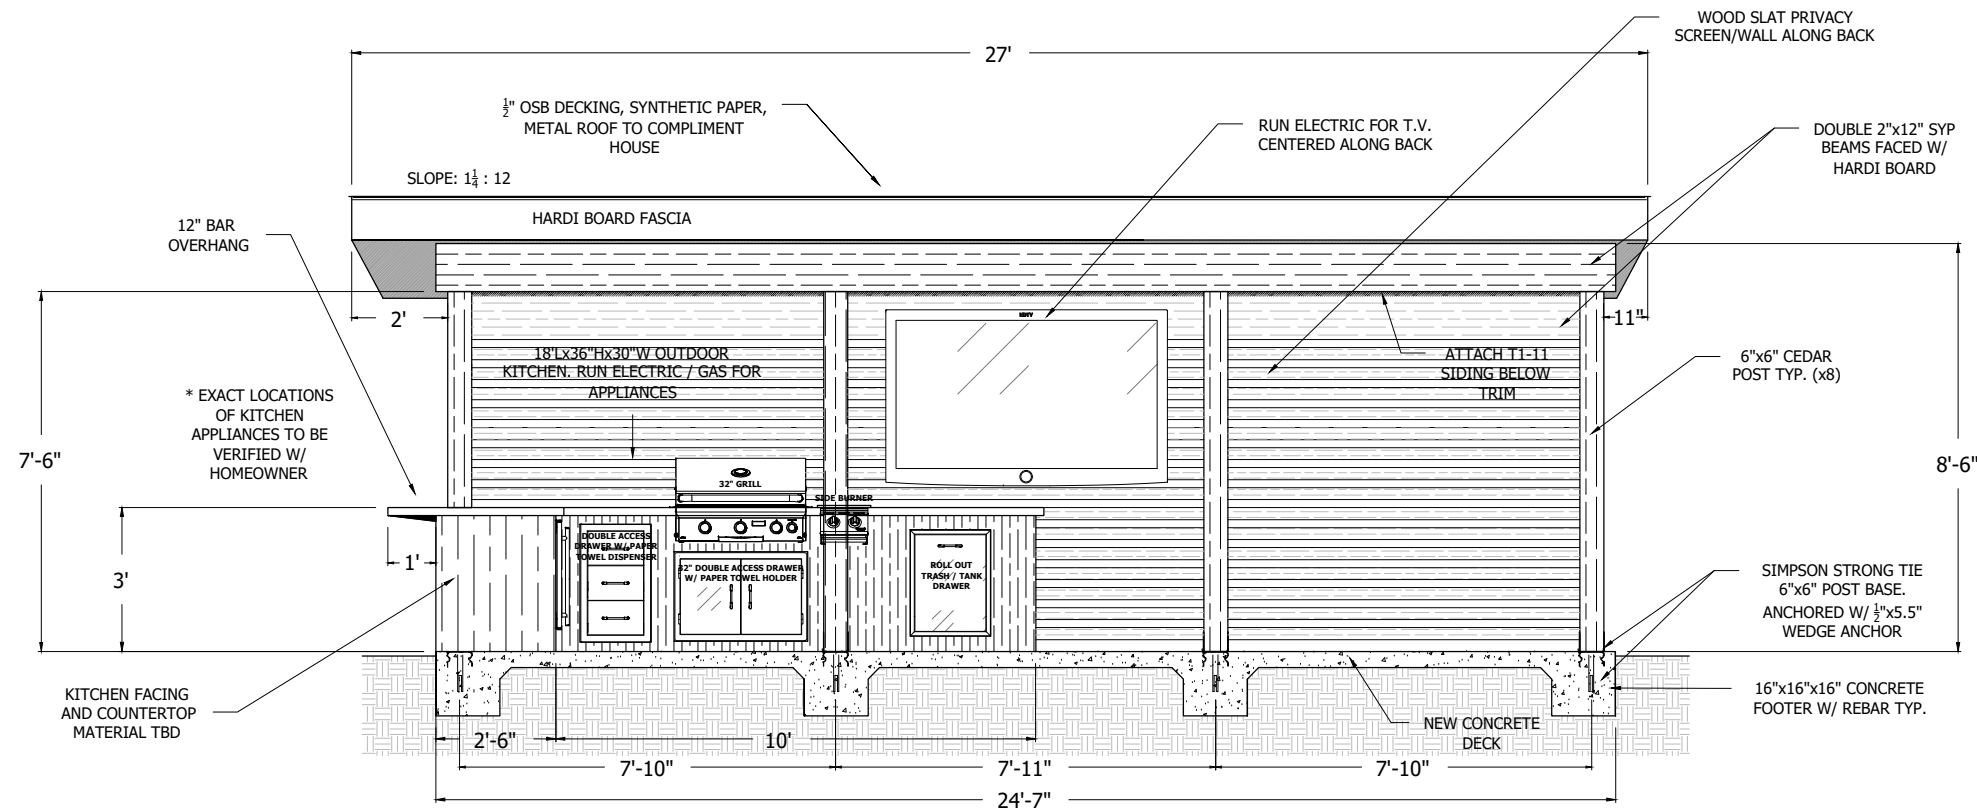 WOOD SLAT PRIVACY
SCREEN/WALL ALONG BACK
27'
½" OSB DECKING, SYNTHETIC PAPER,
METAL ROOF TO COMPLIMENT
HOUSE
RUN ELECTRIC FOR T.V.
CENTERED ALONG BACK
DOUBLE 2"x12" SYP
BEAMS FACED W/
HARDI BOARD
SLOPE: 1¼ : 12
12" BAR
OVERHANG
HARDI BOARD FASCIA
2'
11"
18'Lx36"Hx30"W OUTDOOR
KITCHEN. RUN ELECTRIC / GAS FOR
APPLIANCES
ATTACH T1-11
SIDING BELOW
TRIM
6"x6" CEDAR
POST TYP. (x8)
* EXACT LOCATIONS
OF KITCHEN
APPLIANCES TO BE
VERIFIED W/
HOMEOWNER
7'-6"
8'-6"
32" GRILL
SIDE BURNER
1'
3'
DOUBLE ACCESS
DRAWER W/ PAPER
TOWEL DISPENSER
32" DOUBLE ACCESS DRAWER
W/ PAPER TOWEL HOLDER
ROLL OUT
TRASH / TANK
DRAWER
SIMPSON STRONG TIE
6"x6" POST BASE.
ANCHORED W/ ½"x5.5"
WEDGE ANCHOR
KITCHEN FACING
AND COUNTERTOP
MATERIAL TBD
16"x16"x16" CONCRETE
FOOTER W/ REBAR TYP.
NEW CONCRETE
DECK
2'-6"
10'
7'-10"
7'-11"
7'-10"
24'-7"